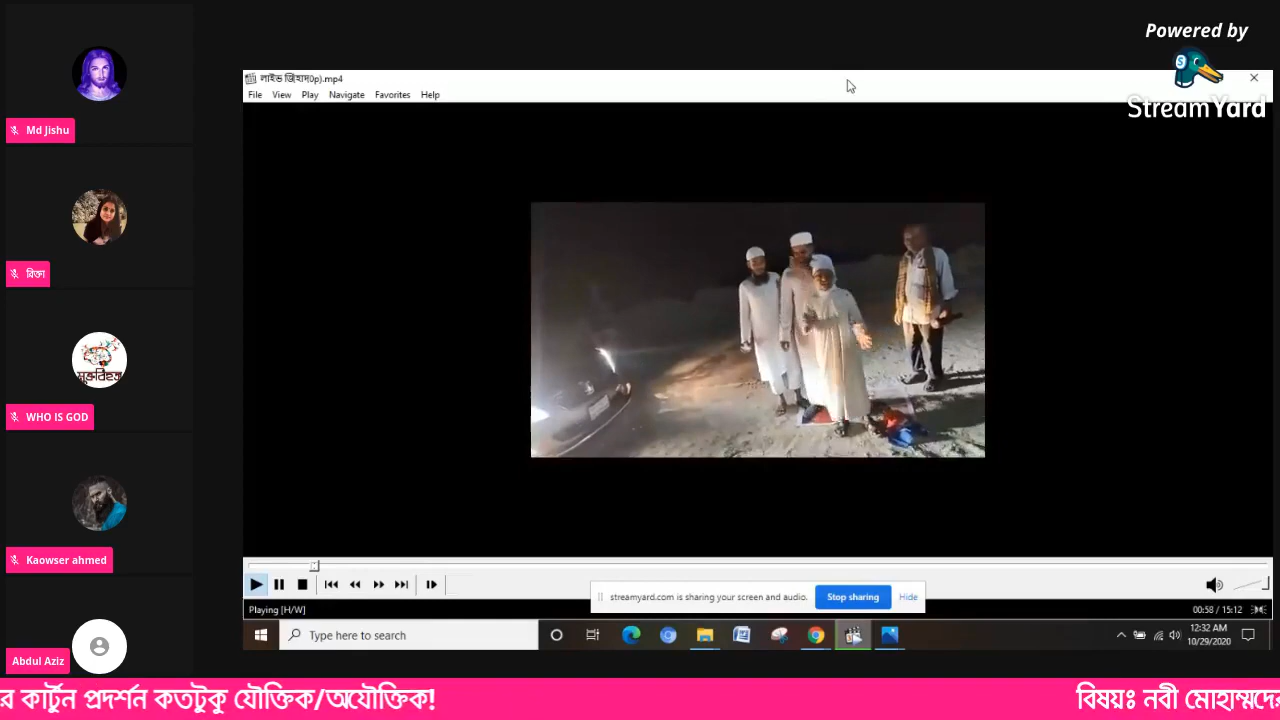 Powered by
StreamYard
লাইভ জিহাদ0p).mp4
File View Play Navigate Favorites Help
Md Jishu
রিক্তা
WHO IS GOD
Kaowser ahmed
Abdul Aziz
streamyard.com is sharing your screen and audio. Stop sharing Hide
Playing [H/W]
00:58 / 15:12
Type here to search
12:32 AM
10/29/2020
র কার্টুন প্রদর্শন কতটুকু যৌক্তিক/অযৌক্তিক! বিষয়ঃ নবী মোহাম্মদের